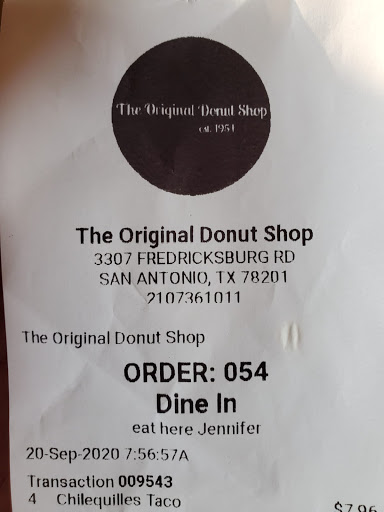 The Original Donut Shop
est. 1954
The Original Donut Shop
3307 FREDRICKSBURG RD
SAN ANTONIO, TX 78201
2107361011
The Original Donut Shop
ORDER: 054
Dine In
eat here Jennifer
20-Sep-2020 7:56:57A
Transaction 009543
4 Chilequilles Taco $7.96